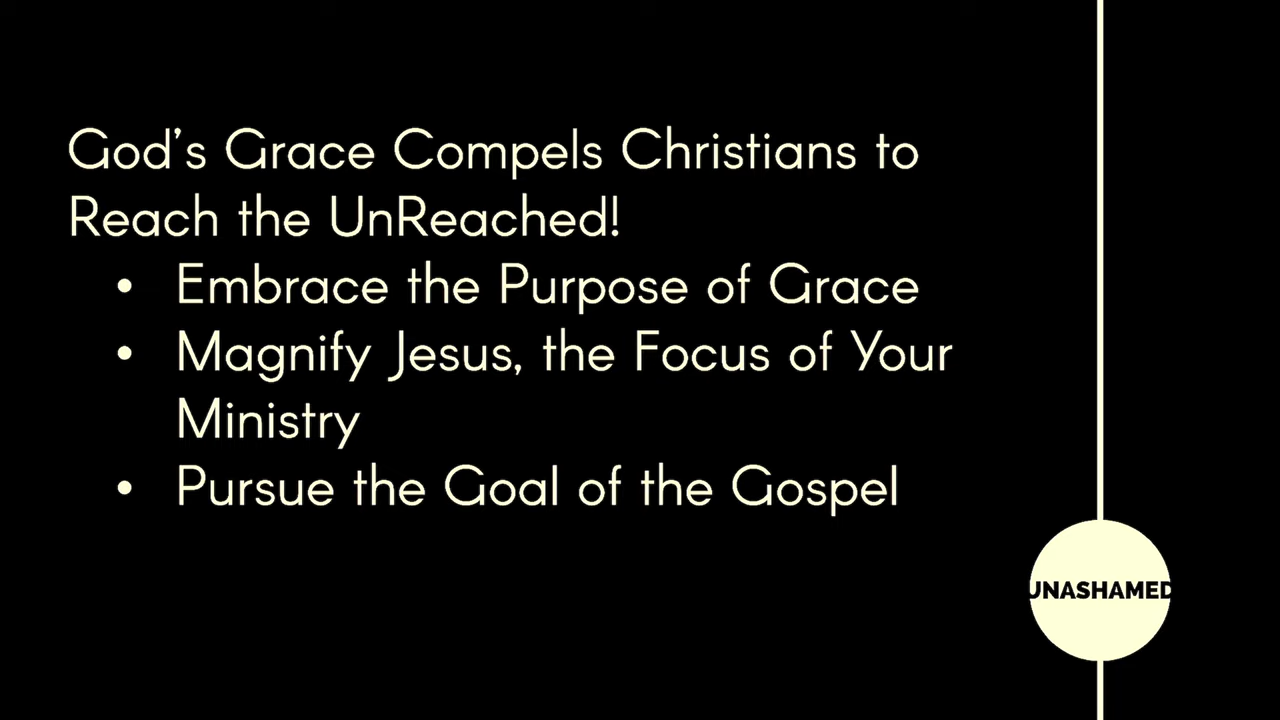 God’s Grace Compels Christians to
Reach the UnReached!
• Embrace the Purpose of Grace
• Magnify Jesus, the Focus of Your
Ministry
• Pursue the Goal of the Gospel
UNASHAMED